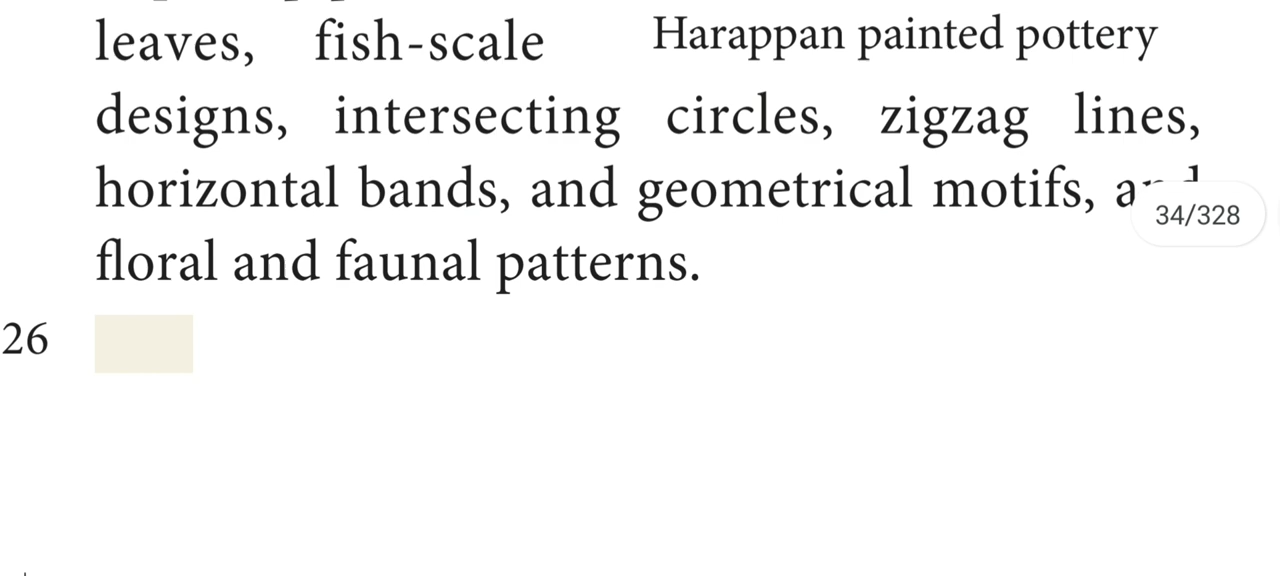 leaves, fish-scale
Harappan painted pottery
designs, intersecting circles, zigzag lines,
horizontal bands, and geometrical motifs,
34/328
floral and faunal patterns.
26